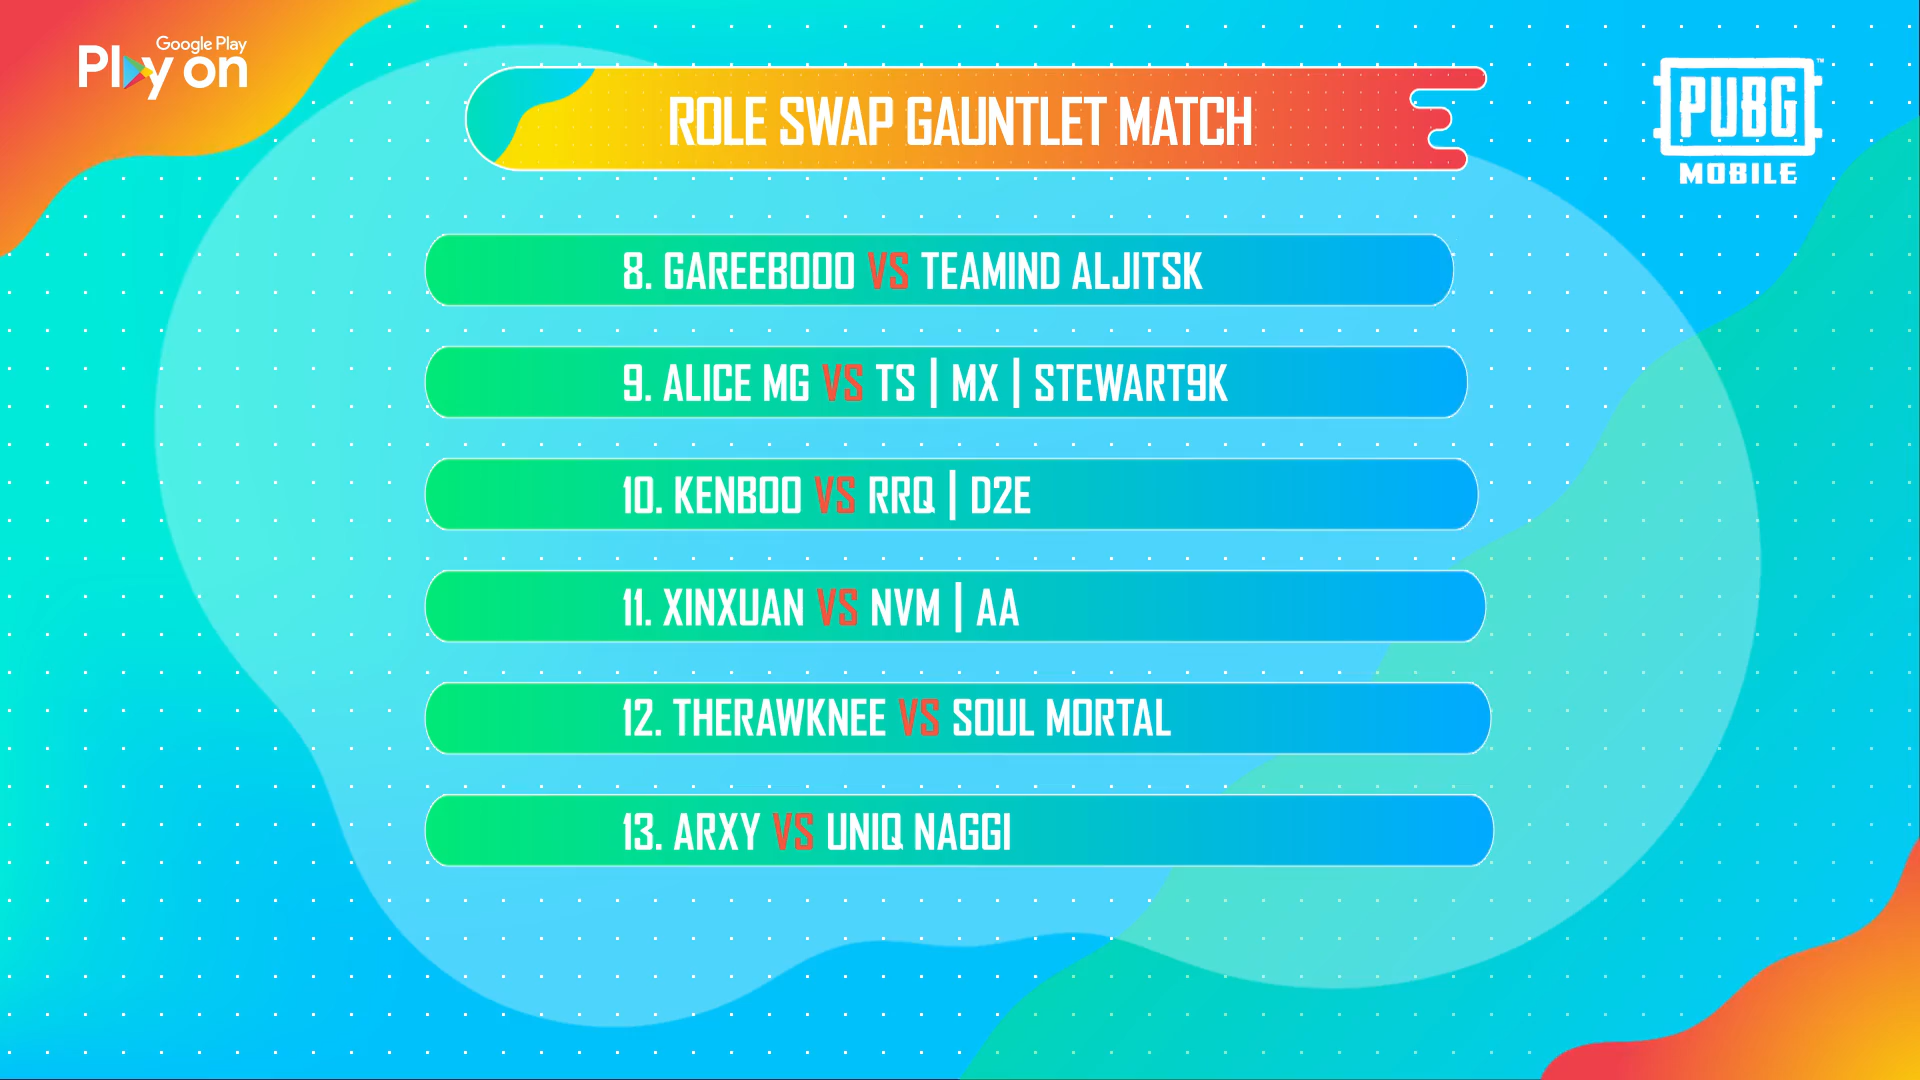 Google Play
Play on
ROLE SWAP GAUNTLET MATCH
PUBG
MOBILE
8. GAREEBOOO VS TEAMIND ALJITSK
9. ALICE MG VS TS | MX | STEWART9K
10. KENBOO VS RRQ | D2E
11. XINXUAN VS NVM | AA
12. THERAWKNEE VS SOUL MORTAL
13. ARXY VS UNIQ NAGGI